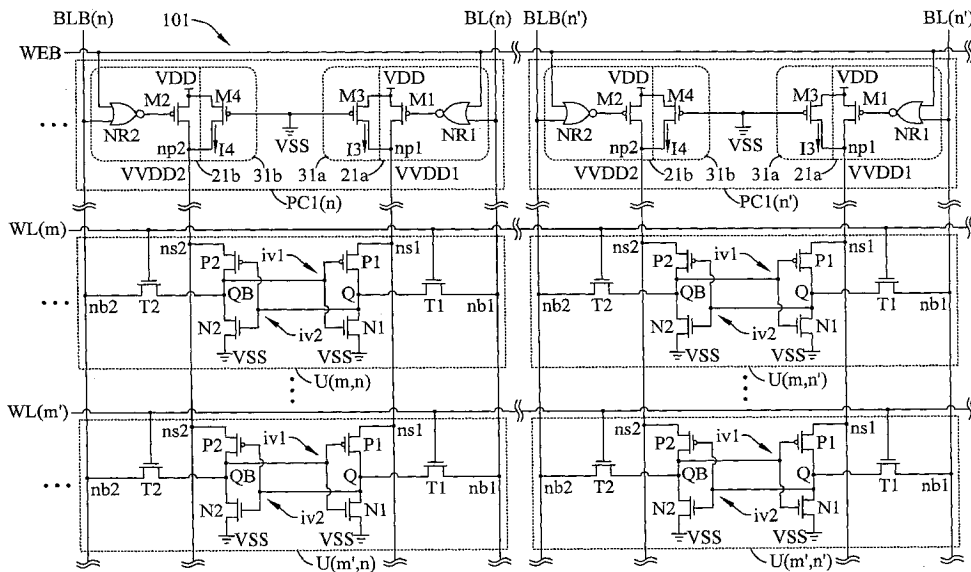 BLB(n) 101 BL(n) BLB(n') BL(n')
WEB
VDD VDD VDD VDD
M2 M4 M3 M1 M2 M4 M3 M1
... NR2 VSS NR1 NR2 VSS NR1
np2 I4 I3 np1 np2 I4 I3 np1
VVDD2 21b 31b 31a 21a VVDD1 VVDD2 21b 31b 31a 21a VVDD1
PC1(n) PC1(n')
WL(m)
ns2 iv1 ns1 ns2 iv1 ns1
P2 P1 P2 P1
... QB Q QB Q
nb2 T2 T1 nb1 nb2 T2 T1 nb1
N2 iv2 N1 N2 iv2 N1
VSS VSS VSS VSS
U(m,n) U(m,n')
WL(m')
ns2 iv1 ns1 ns2 iv1 ns1
P2 P1 P2 P1
... QB Q QB Q
nb2 T2 T1 nb1 nb2 T2 T1 nb1
N2 iv2 N1 N2 iv2 N1
VSS VSS VSS VSS
U(m',n) U(m',n')